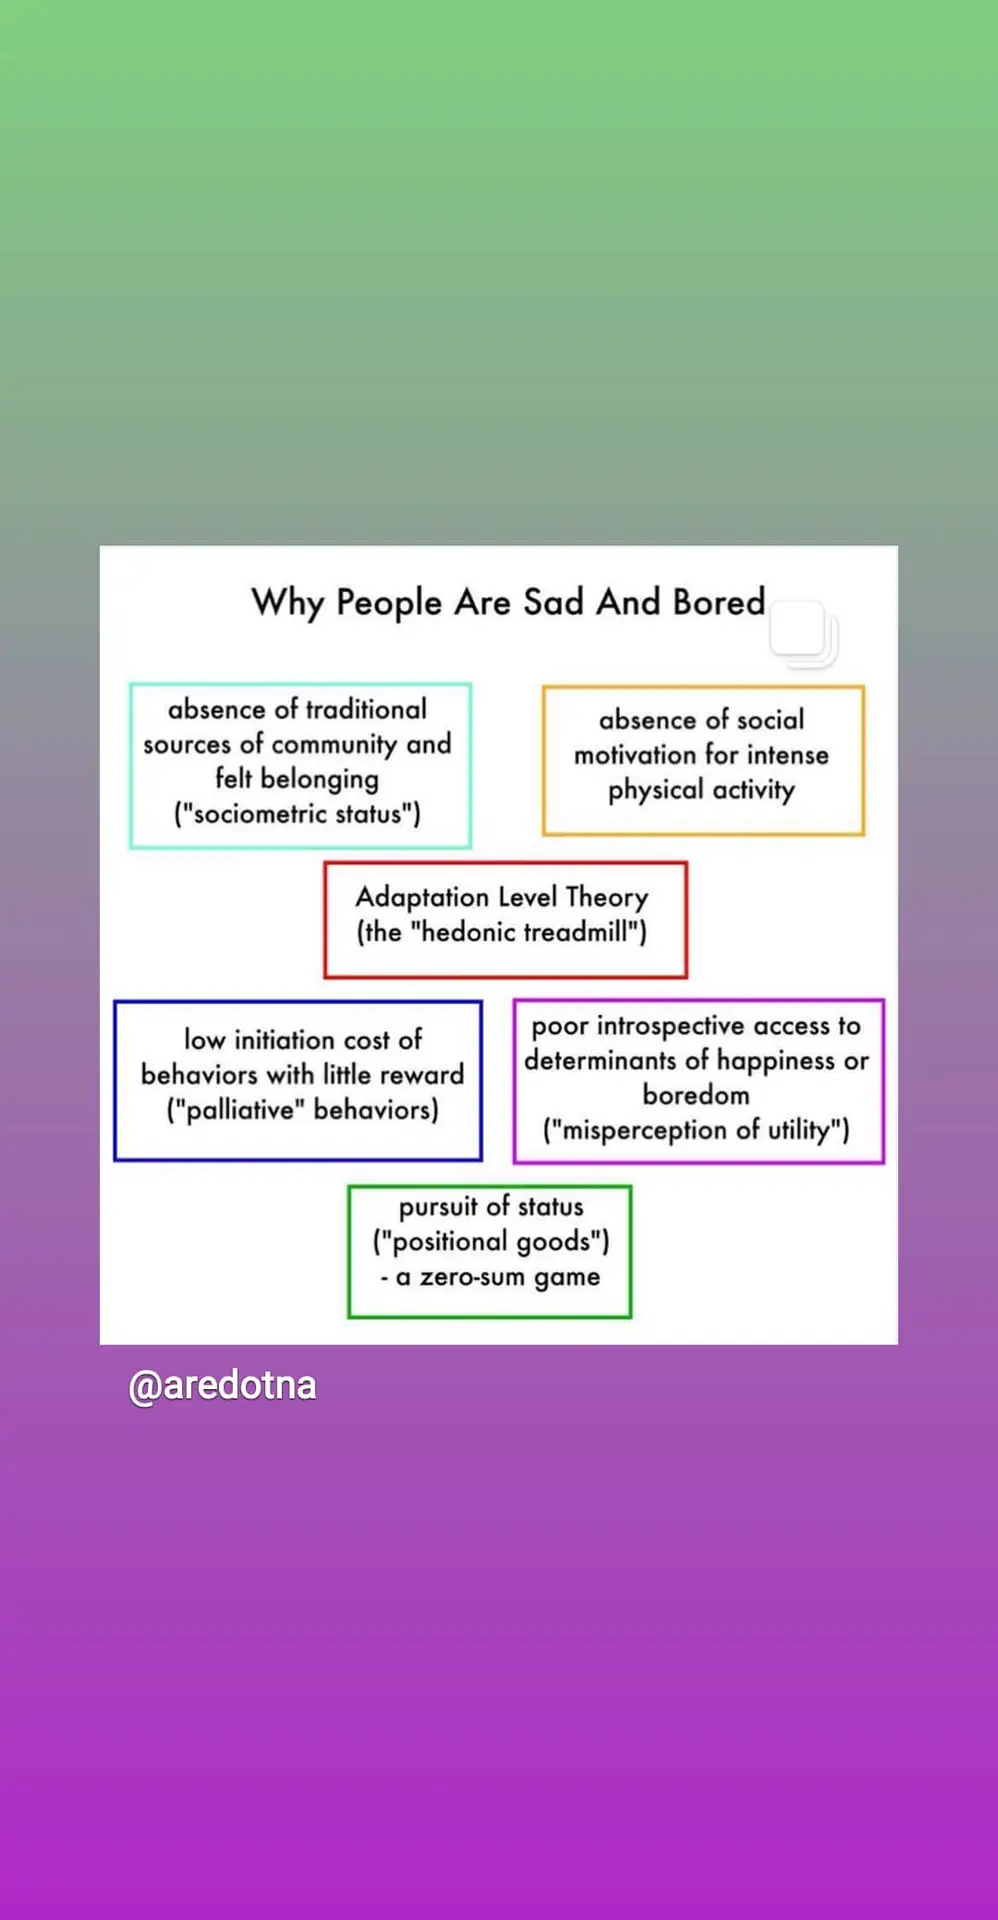 Why People Are Sad And Bored
absence of traditional
sources of community and
felt belonging
("sociometric status")
absence of social
motivation for intense
physical activity
Adaptation Level Theory
(the "hedonic treadmill")
low initiation cost of
behaviors with little reward
("palliative" behaviors)
poor introspective access to
determinants of happiness or
boredom
("misperception of utility")
pursuit of status
("positional goods")
- a zero-sum game
@aredotna